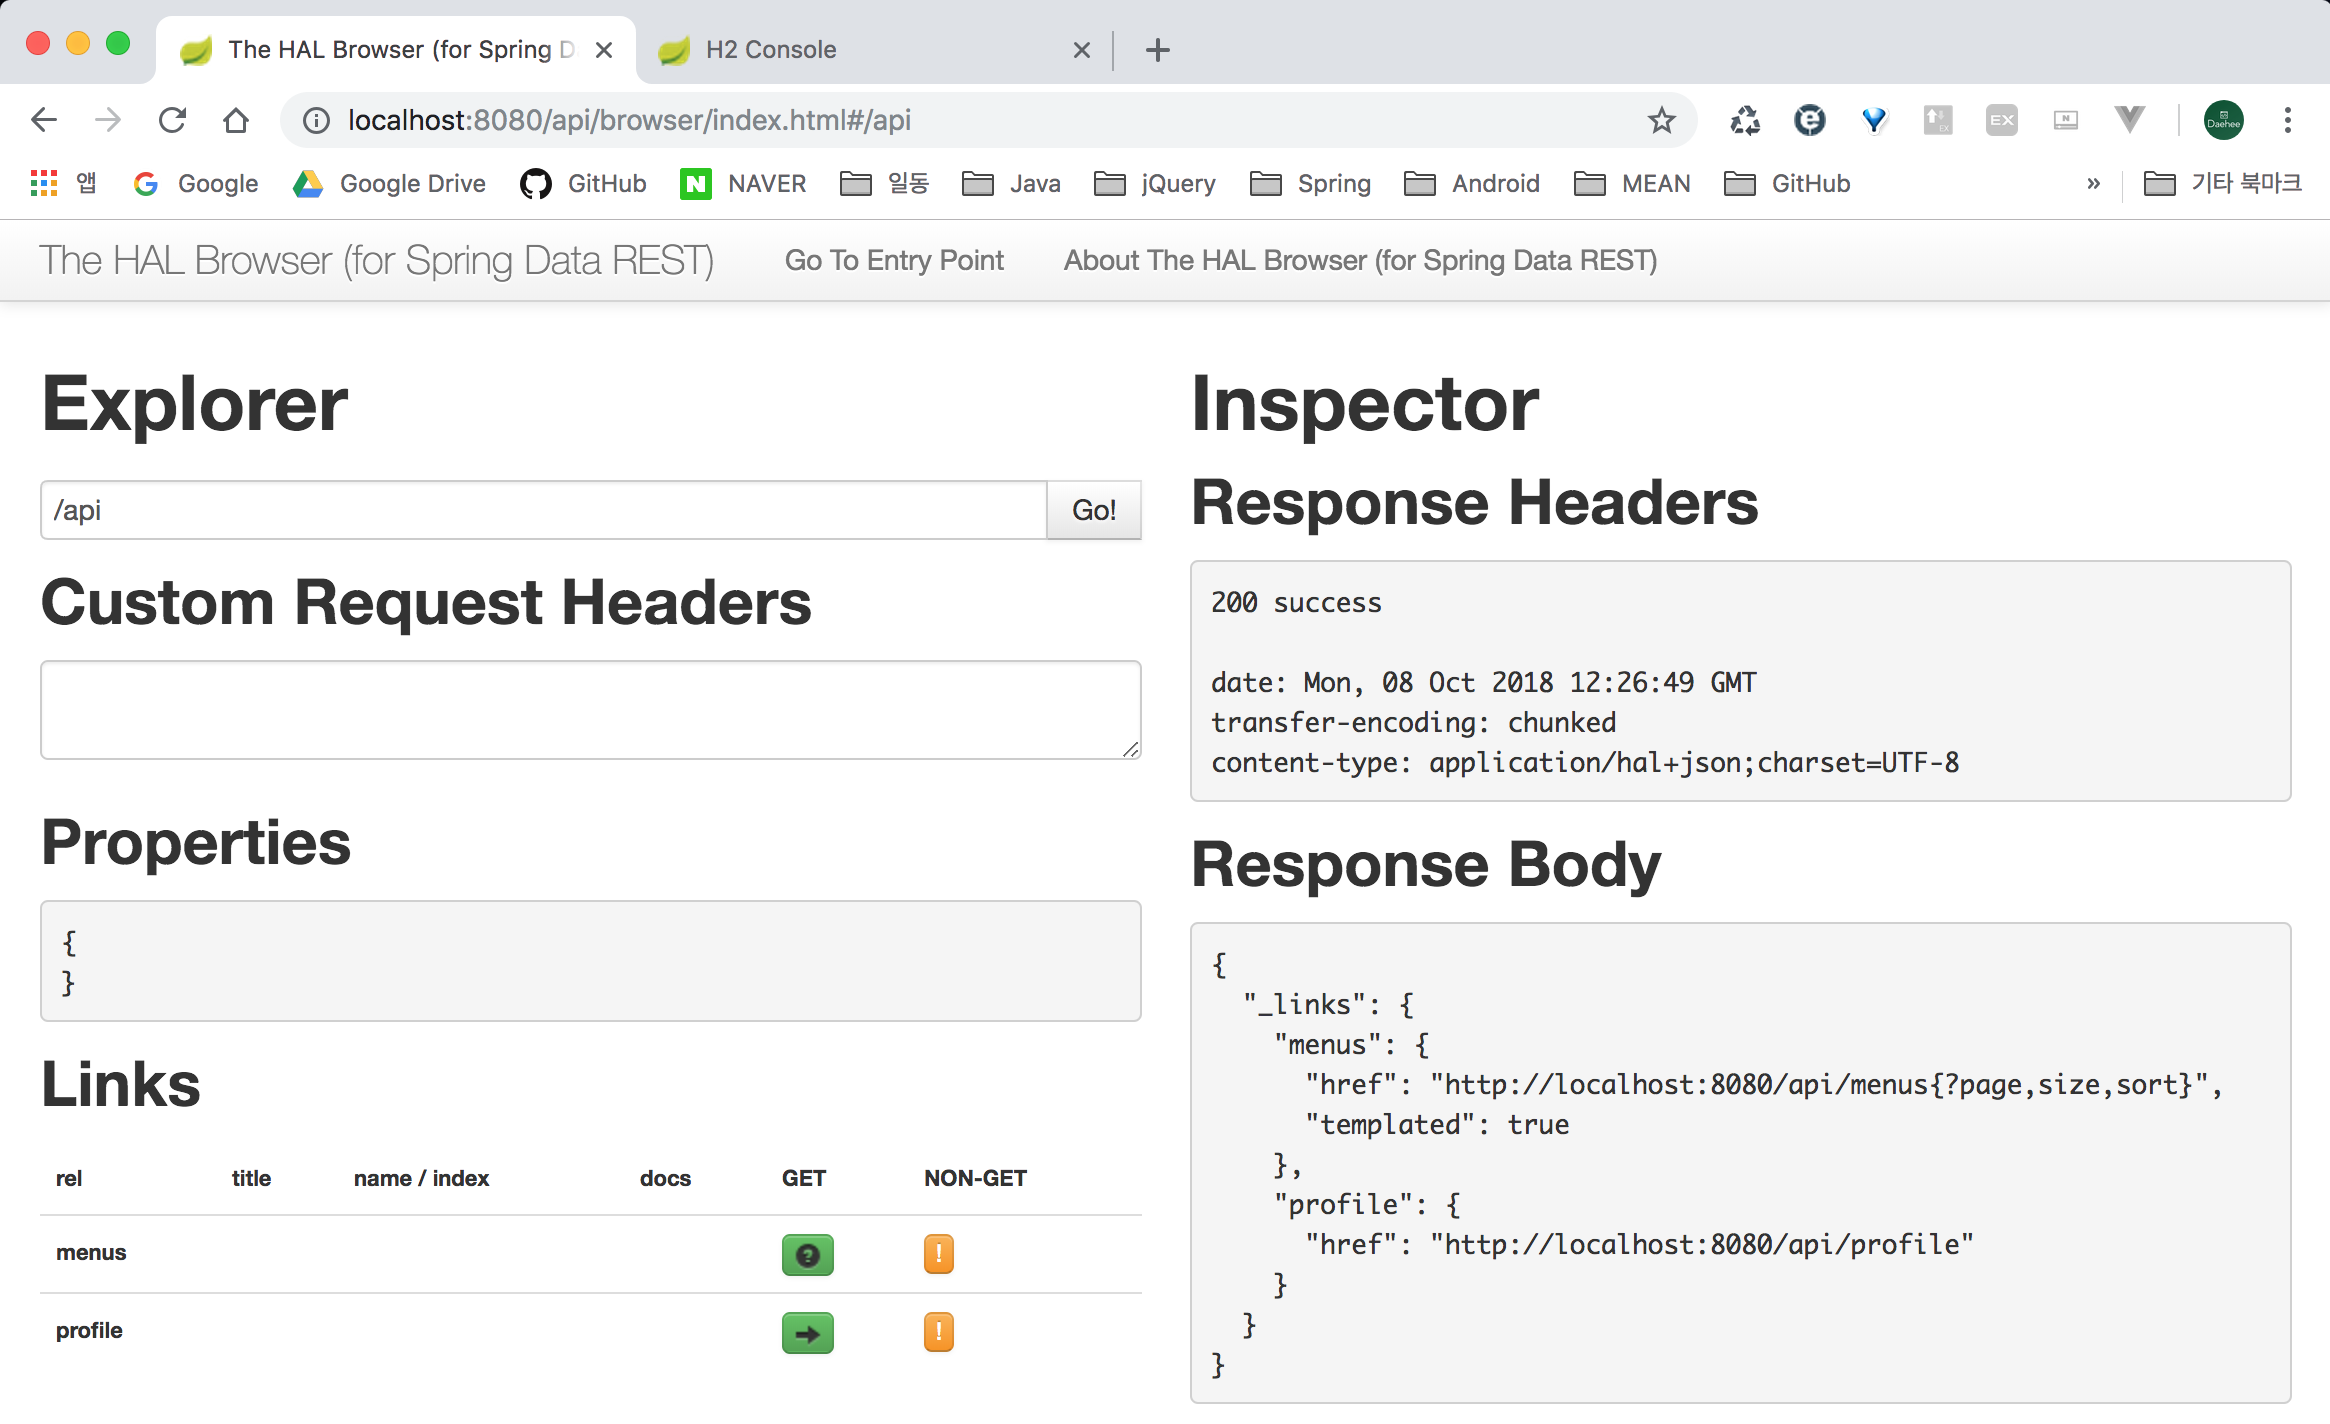 The HAL Browser (for Spring D
H2 Console
localhost:8080/api/browser/index.html#/api
EX
EX
N
Daehee
앱
Google
Google Drive
GitHub
N NAVER
일동
Java
jQuery
Spring
Android
MEAN
GitHub
»
기타 북마크
The HAL Browser (for Spring Data REST)
Go To Entry Point
About The HAL Browser (for Spring Data REST)
Explorer
/api
Go!
Custom Request Headers
Properties
{
}
Links
rel title name / index docs GET NON-GET
menus ? !
profile !
Inspector
Response Headers
200 success
date: Mon, 08 Oct 2018 12:26:49 GMT
transfer-encoding: chunked
content-type: application/hal+json;charset=UTF-8
Response Body
{
"_links": {
"menus": {
"href": "http://localhost:8080/api/menus{?page,size,sort}",
"templated": true
},
"profile": {
"href": "http://localhost:8080/api/profile"
}
}
}